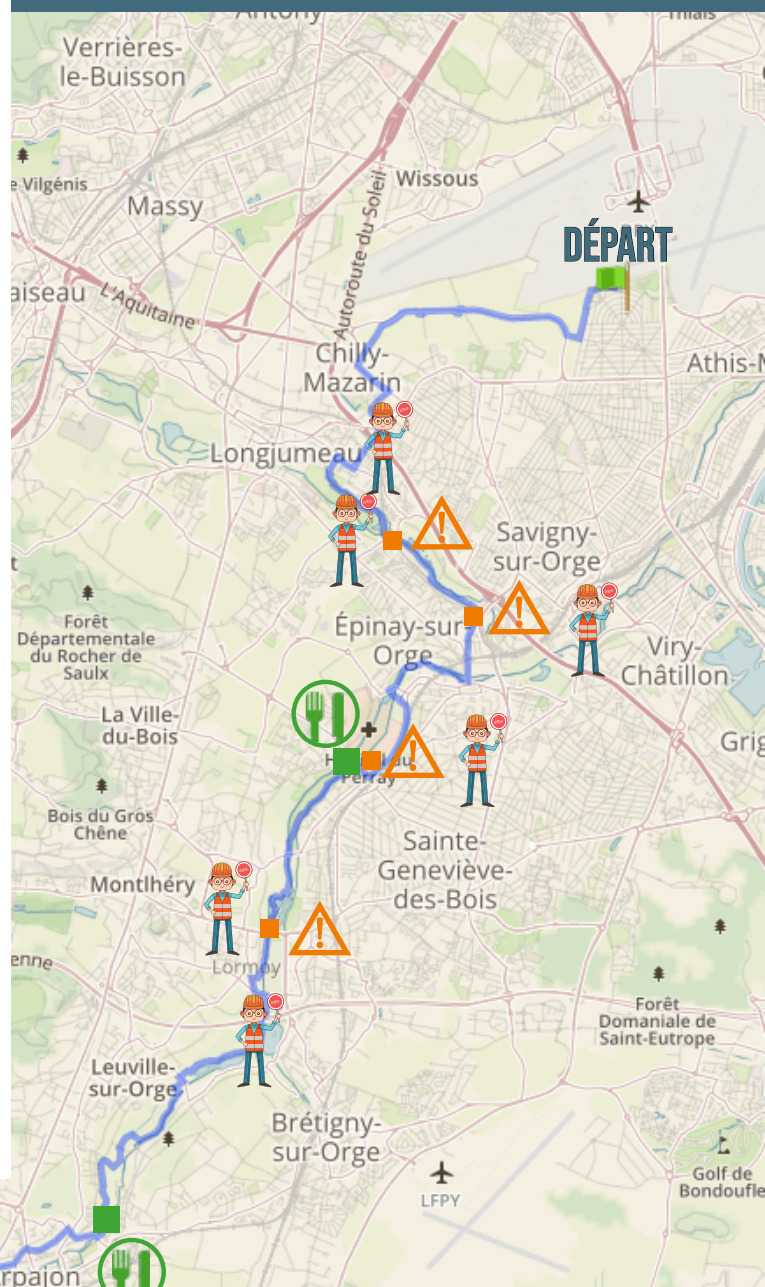 Antony
Thiais
Verrières-
le-Buisson
Wissous
e Vilgénis
Massy
Autoroute du Soleil
DÉPART
aiseau
L'Aquitaine
Chilly-
Mazarin
Athis-M
Longjumeau
Savigny-
sur-Orge
t
Forêt
Départementale
du Rocher de
Saulx
Épinay-sur-
Orge
Viry-
Châtillon
La Ville-
du-Bois
Grig
Perray
Bois du Gros
Chêne
Sainte-
Geneviève-
des-Bois
Montlhéry
enne
Lormoy
Forêt
Domaniale de
Saint-Eutrope
Leuville-
sur-Orge
Brétigny-
sur-Orge
LFPY
Golf de
Bondoufle
rpajon